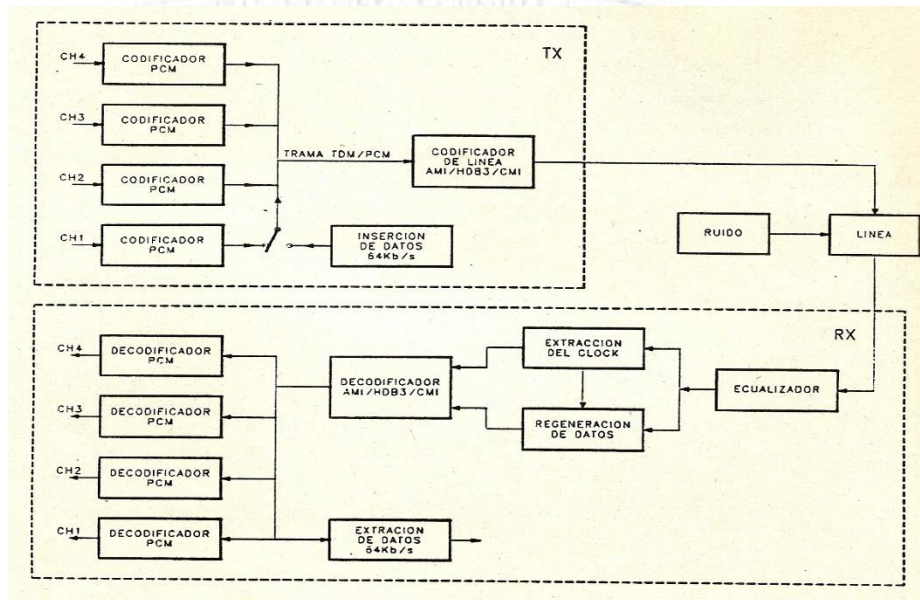 TX
CH4
CODIFICADOR
PCM
CH3
CODIFICADOR
PCM
CH2
CODIFICADOR
PCM
CH1
CODIFICADOR
PCM
TRAMA TDM/PCM
CODIFICADOR
DE LINEA
AMI/HDB3/CMI
INSERCION
DE DATOS
64Kb/s
RUIDO
LINEA
RX
CH4
DECODIFICADOR
PCM
CH3
DECODIFICADOR
PCM
CH2
DECODIFICADOR
PCM
CH1
DECODIFICADOR
PCM
DECODIFICADOR
AMI/HDB3/CMI
EXTRACCION
DEL CLOCK
REGENERACION
DE DATOS
ECUALIZADOR
EXTRACION
DE DATOS
64Kb/s